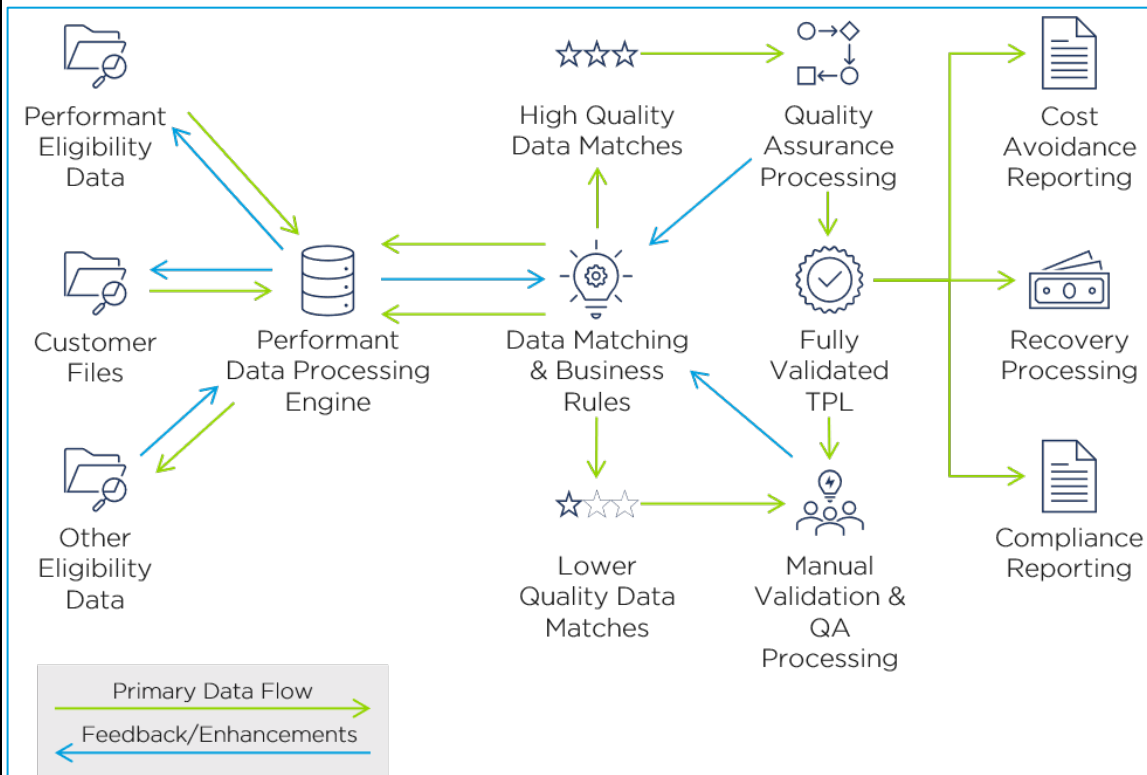 Performant
Eligibility
Data
Customer
Files
Other
Eligibility
Data
Performant
Data Processing
Engine
High Quality
Data Matches
Data Matching
& Business
Rules
Lower
Quality Data
Matches
Quality
Assurance
Processing
Fully
Validated
TPL
Manual
Validation &
QA
Processing
Cost
Avoidance
Reporting
Recovery
Processing
Compliance
Reporting
Primary Data Flow
Feedback/Enhancements